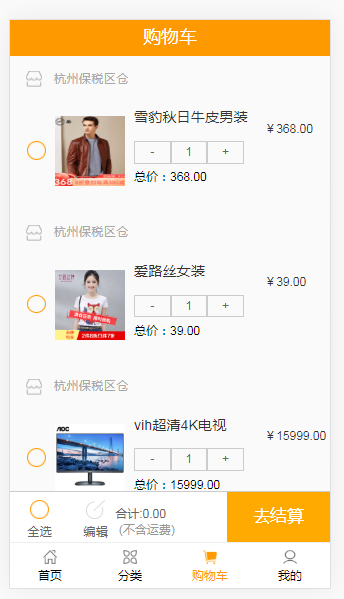 购物车
杭州保税区仓
雪豹秋日牛皮男装
￥368.00
- 1 +
368
总价：368.00
杭州保税区仓
爱路丝女装
￥39.00
- 1 +
总价：39.00
杭州保税区仓
vih超清4K电视
￥15999.00
AOC
- 1 +
总价：15999.00
全选
编辑
合计:0.00
(不含运费)
去结算
首页
分类
购物车
我的